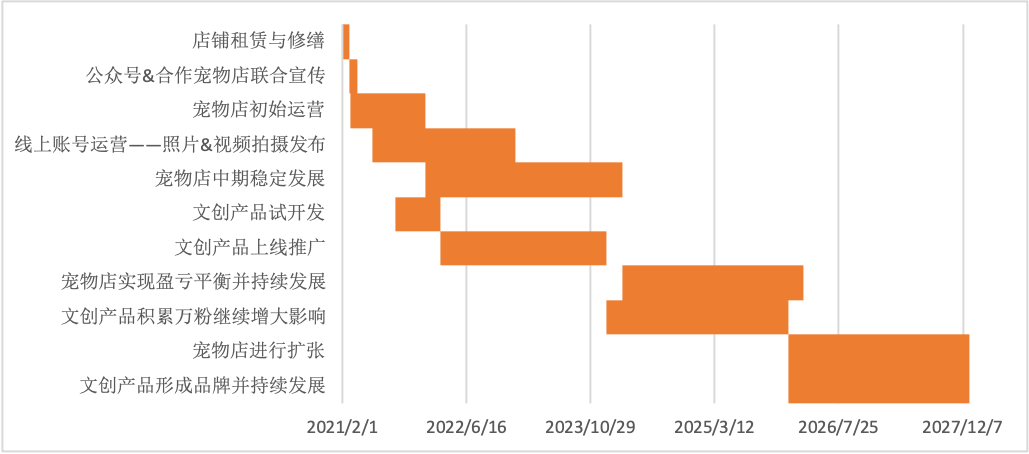 店铺租赁与修缮
公众号&合作宠物店联合宣传
宠物店初始运营
线上账号运营——照片&视频拍摄发布
宠物店中期稳定发展
文创产品试开发
文创产品上线推广
宠物店实现盈亏平衡并持续发展
文创产品积累万粉继续增大影响
宠物店进行扩张
文创产品形成品牌并持续发展
2021/2/1 2022/6/16 2023/10/29 2025/3/12 2026/7/25 2027/12/7